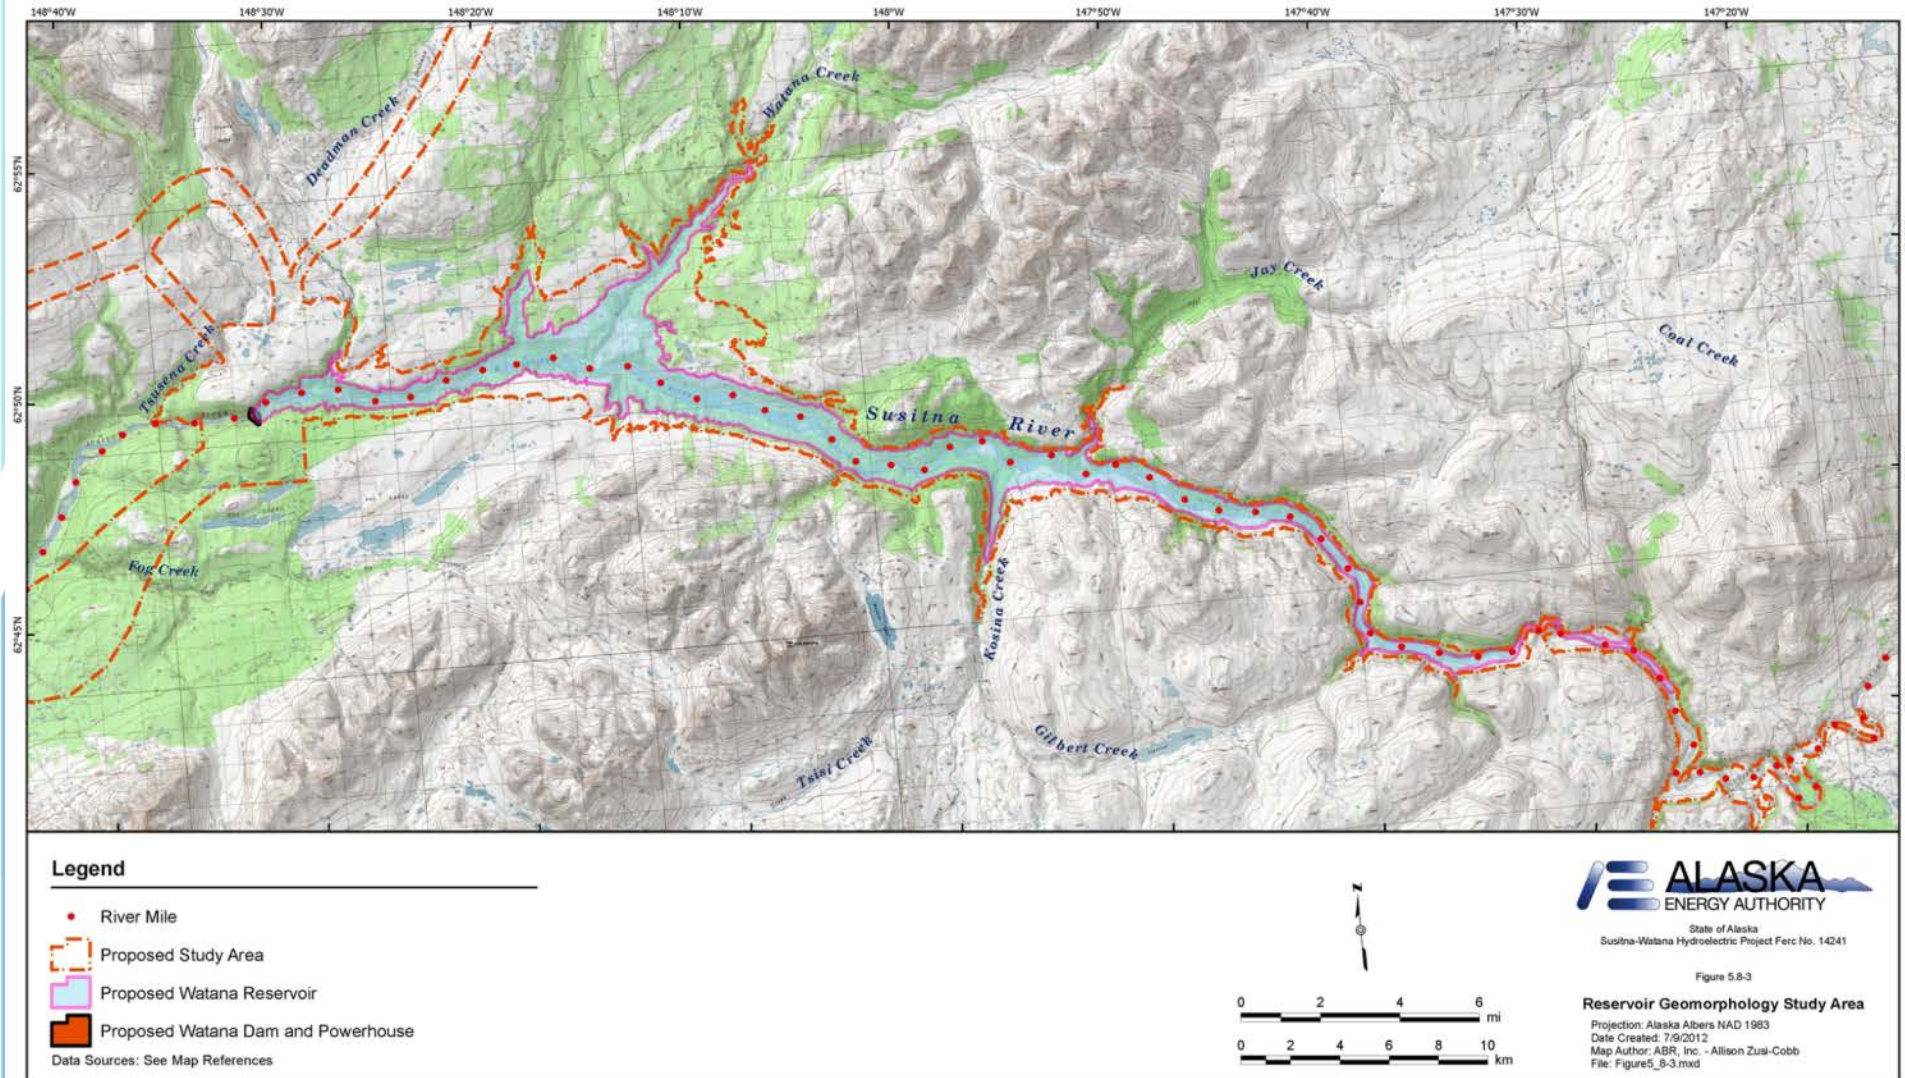 148°40'W 148°30'W 148°20'W 148°10'W 148°W 147°50'W 147°40'W 147°30'W 147°20'W
62°55'N
62°50'N
62°45'N
Watana Creek
Deadman Creek
Jay Creek
Coal Creek
Tsusena Creek
Susitna River
Fog Creek
Kosina Creek
Gilbert Creek
Tsisi Creek
Legend
River Mile
Proposed Study Area
Proposed Watana Reservoir
Proposed Watana Dam and Powerhouse
Data Sources: See Map References
N
0 2 4 6
mi
0 2 4 6 8 10
km
ALASKA
ENERGY AUTHORITY
State of Alaska
Susitna-Watana Hydroelectric Project Ferc No. 14241
Figure 5.8-3
Reservoir Geomorphology Study Area
Projection: Alaska Albers NAD 1983
Date Created: 7/9/2012
Map Author: ABR, Inc. - Allison Zusi-Cobb
File: Figure5_8-3.mxd